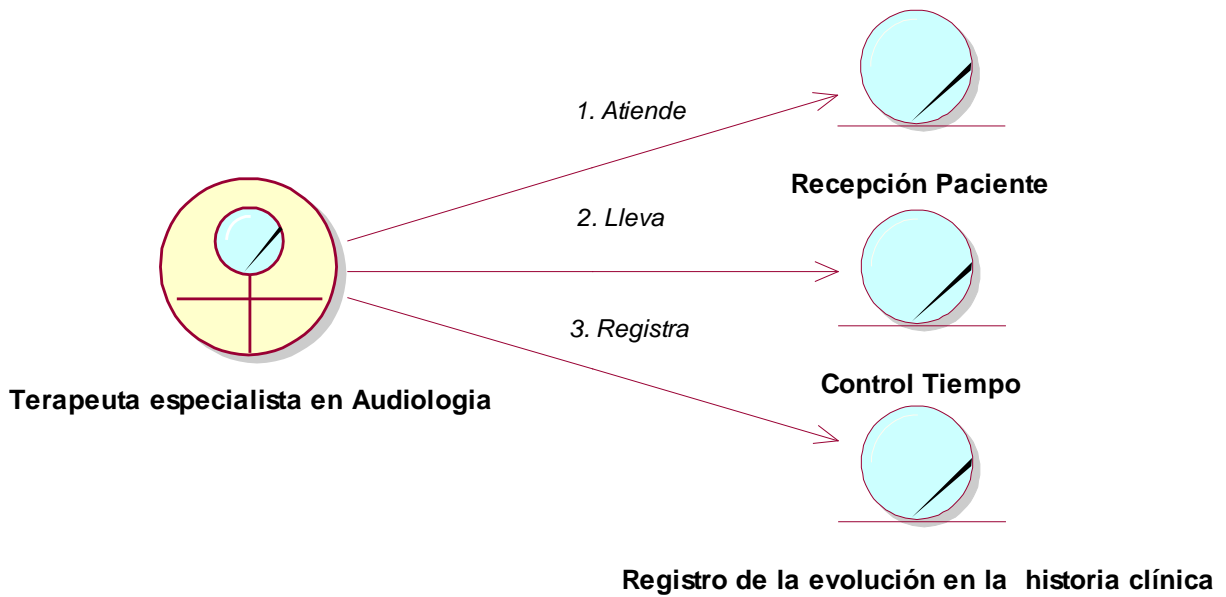 1. Atiende
Recepción Paciente
2. Lleva
3. Registra
Control Tiempo
Terapeuta especialista en Audiologia
Registro de la evolución en la historia clínica